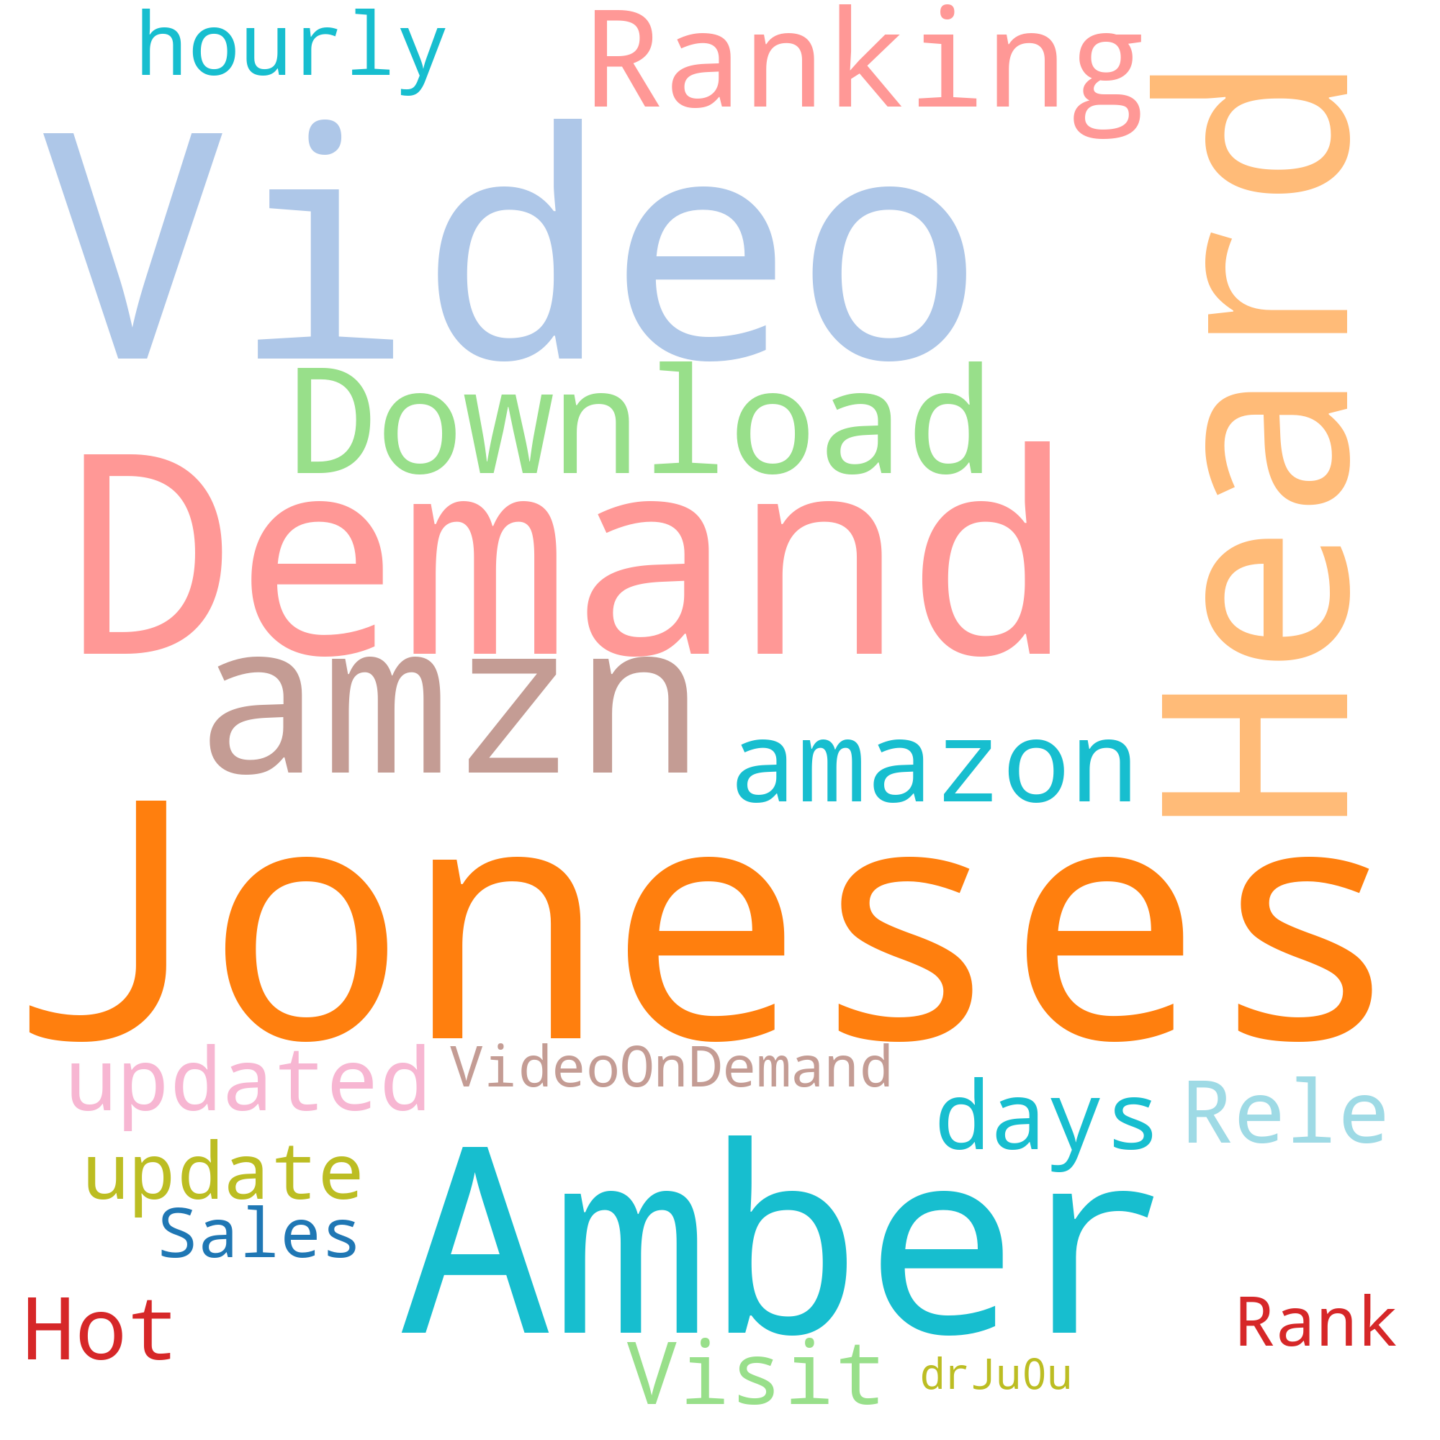 hourly
Ranking
Video
Heard
Download
Demand
amzn
amazon
Joneses
updated
VideoOnDemand
days
Rele
update
Sales
Amber
Hot
Rank
Visit
drJu0u